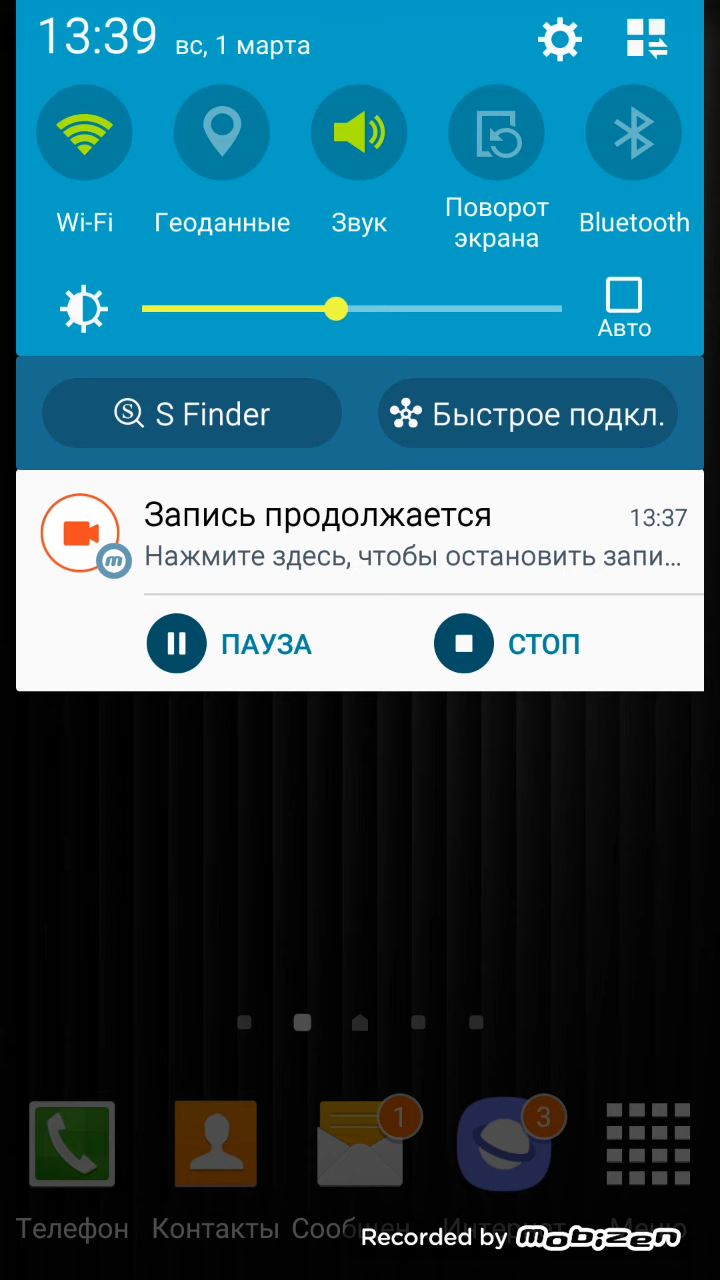 13:39 вс, 1 марта
Wi-Fi
Геоданные
Звук
Поворот
экрана
Bluetooth
Авто
S Finder
Быстрое подкл.
Запись продолжается
13:37
Нажмите здесь, чтобы остановить запи...
ПАУЗА
СТОП
1
3
Телефон
Контакты
Recorded by mobizen